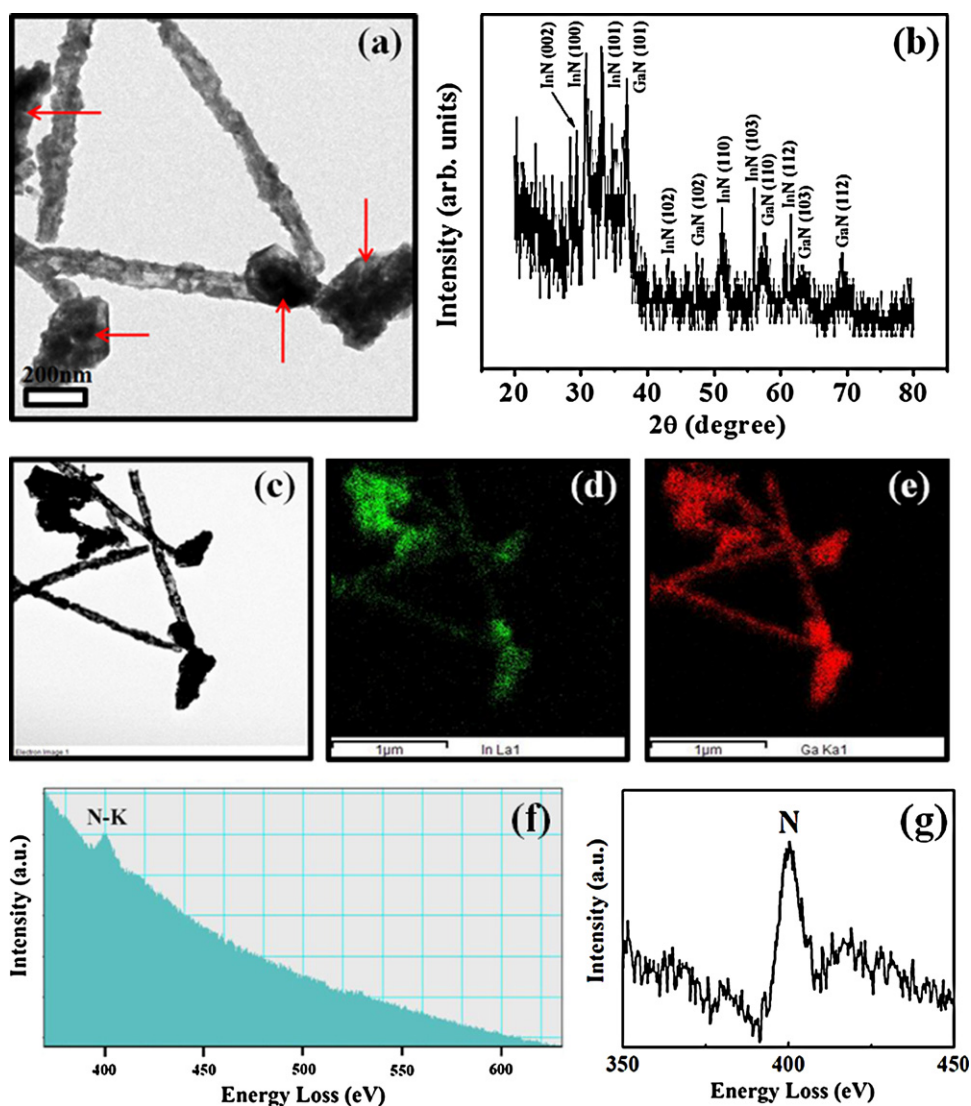 (a)
200nm
(b)
InN (002)
InN (100)
InN (101)
GaN (101)
InN (102)
GaN (102)
InN (110)
InN (103)
GaN (110)
InN (112)
GaN (103)
GaN (112)
Intensity (arb. units)
20 30 40 50 60 70 80
2θ (degree)
(c)
Electron Image 1
(d)
1μm In La1
(e)
1μm Ga Ka1
(f)
N-K
Intensity (a.u.)
400 450 500 550 600
Energy Loss (eV)
(g)
N
Intensity (a.u.)
350 400 450
Energy Loss (eV)